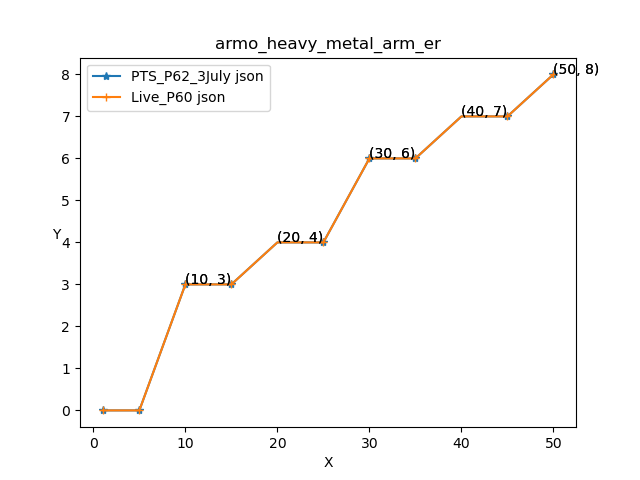 armo_heavy_metal_arm_er
PTS_P62_3July json
Live_P60 json
(50, 8)
8
(40, 7)
7
(30, 6)
6
5
(20, 4)
Y
4
(10, 3)
3
2
1
0
0 10 20 30 40 50
X